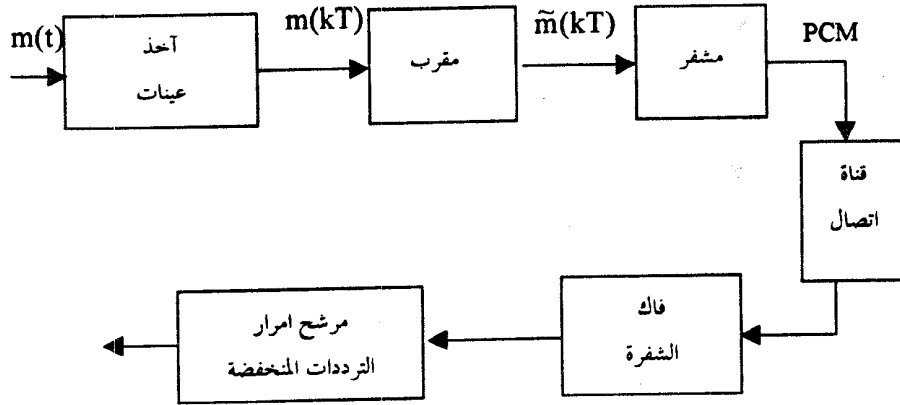 m(t)
آخذ
عينات
m(kT)
مقرب
m̃(kT)
مشفر
PCM
قناة
اتصال
فاك
الشفرة
مرشح امرار
الترددات المنخفضة